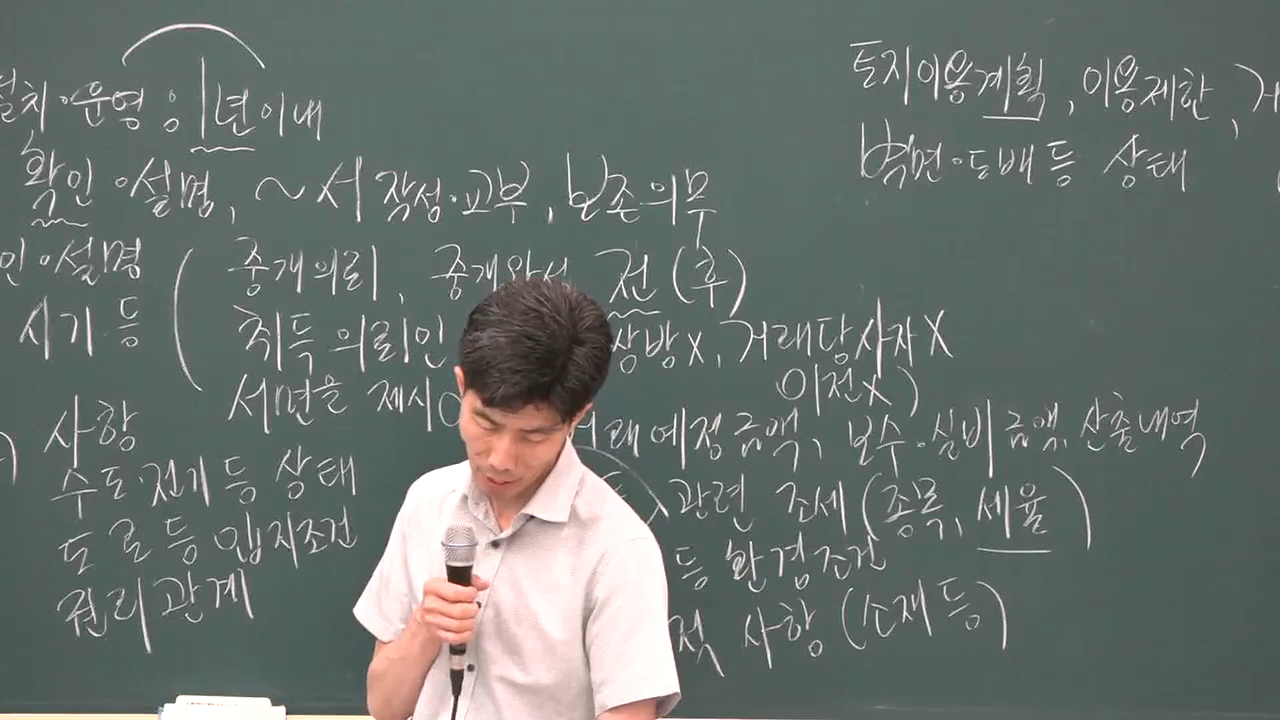 설치·운영 : 1년 이내
확인·설명, ~서 작성·교부, 보존의무
인·설명
시기 등
( 중개의뢰, 중개완성 전 (후)
취득 의뢰인 상방X, 거래당사자X
이전X)
서면을 제시
사항
거래예정금액, 보수·실비 금액, 산출내역
수도·전기 등 상태
관련 조세 (종목, 세율)
도로 등 입지조건
등 환경조건
권리관계
적 사항 (소재 등)
토지이용계획, 이용제한, 거
벽면·도배 등 상태